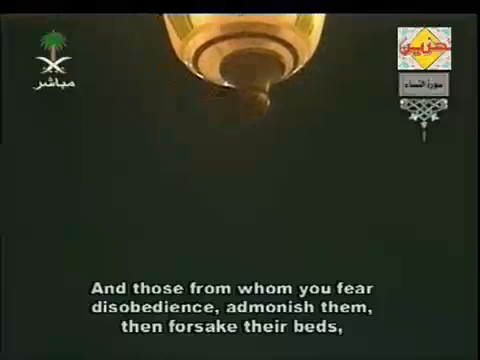 مباشر
سورة النساء
And those from whom you fear
disobedience, admonish them,
then forsake their beds,